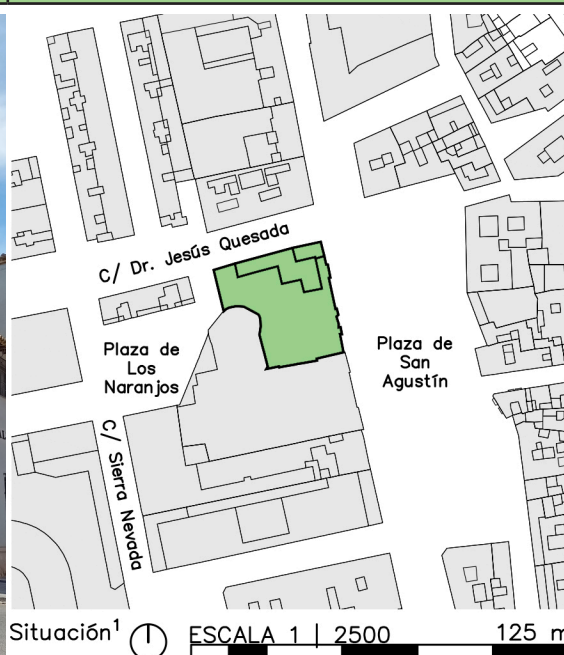 C/ Dr. Jesús Quesada
Plaza de
Los
Naranjos
Plaza de
San
Agustín
C/ Sierra Nevada
Situación¹
ESCALA 1 | 2500
125 m